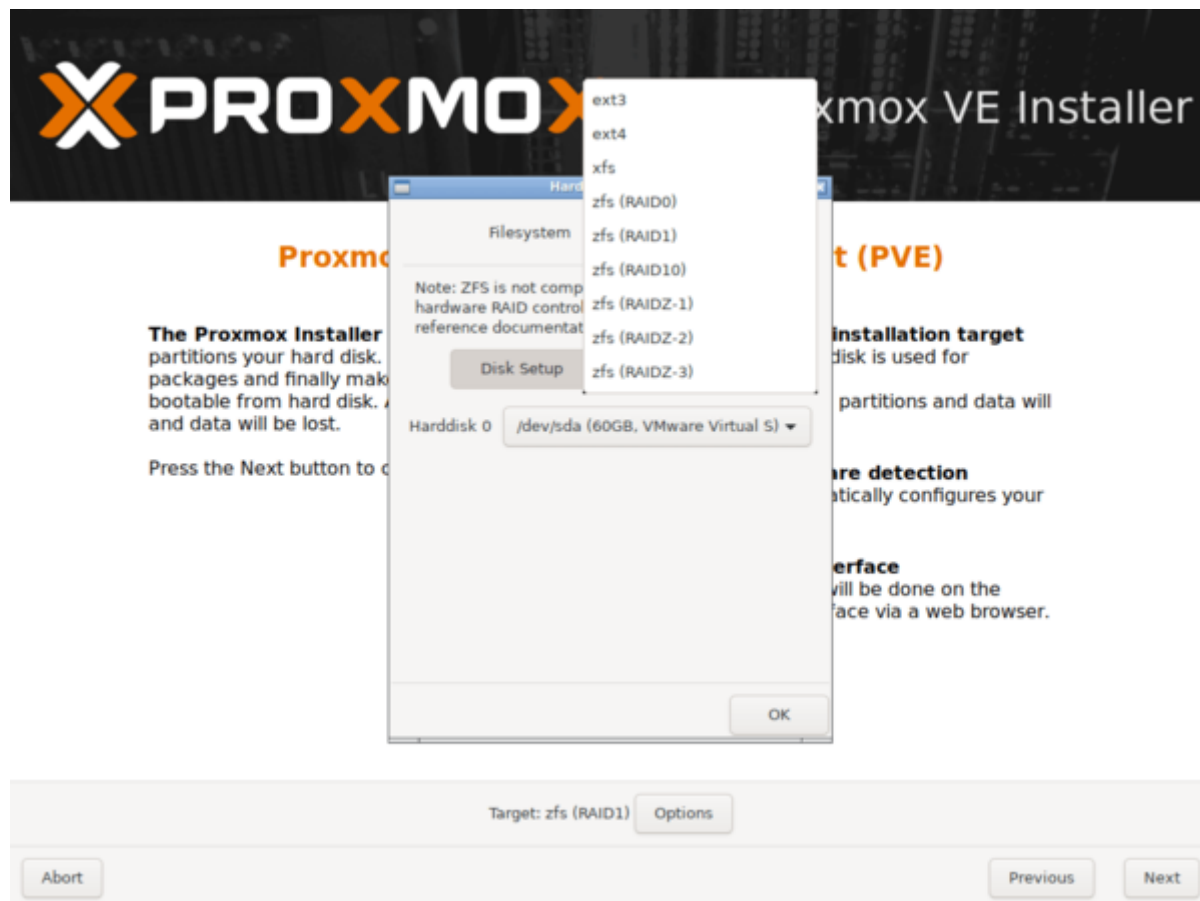 PROXMOX
xmox VE Installer
Hard
Filesystem
ext3
ext4
xfs
zfs (RAID0)
zfs (RAID1)
zfs (RAID10)
zfs (RAIDZ-1)
zfs (RAIDZ-2)
zfs (RAIDZ-3)
Note: ZFS is not comp
hardware RAID control
reference documentat
Disk Setup
Harddisk 0 /dev/sda (60GB, VMware Virtual S)
OK
Proxmo
t (PVE)
The Proxmox Installer
partitions your hard disk.
packages and finally mak
bootable from hard disk.
and data will be lost.
Press the Next button to
installation target
disk is used for
partitions and data will
are detection
atically configures your
erface
will be done on the
face via a web browser.
Target: zfs (RAID1) Options
Abort
Previous
Next